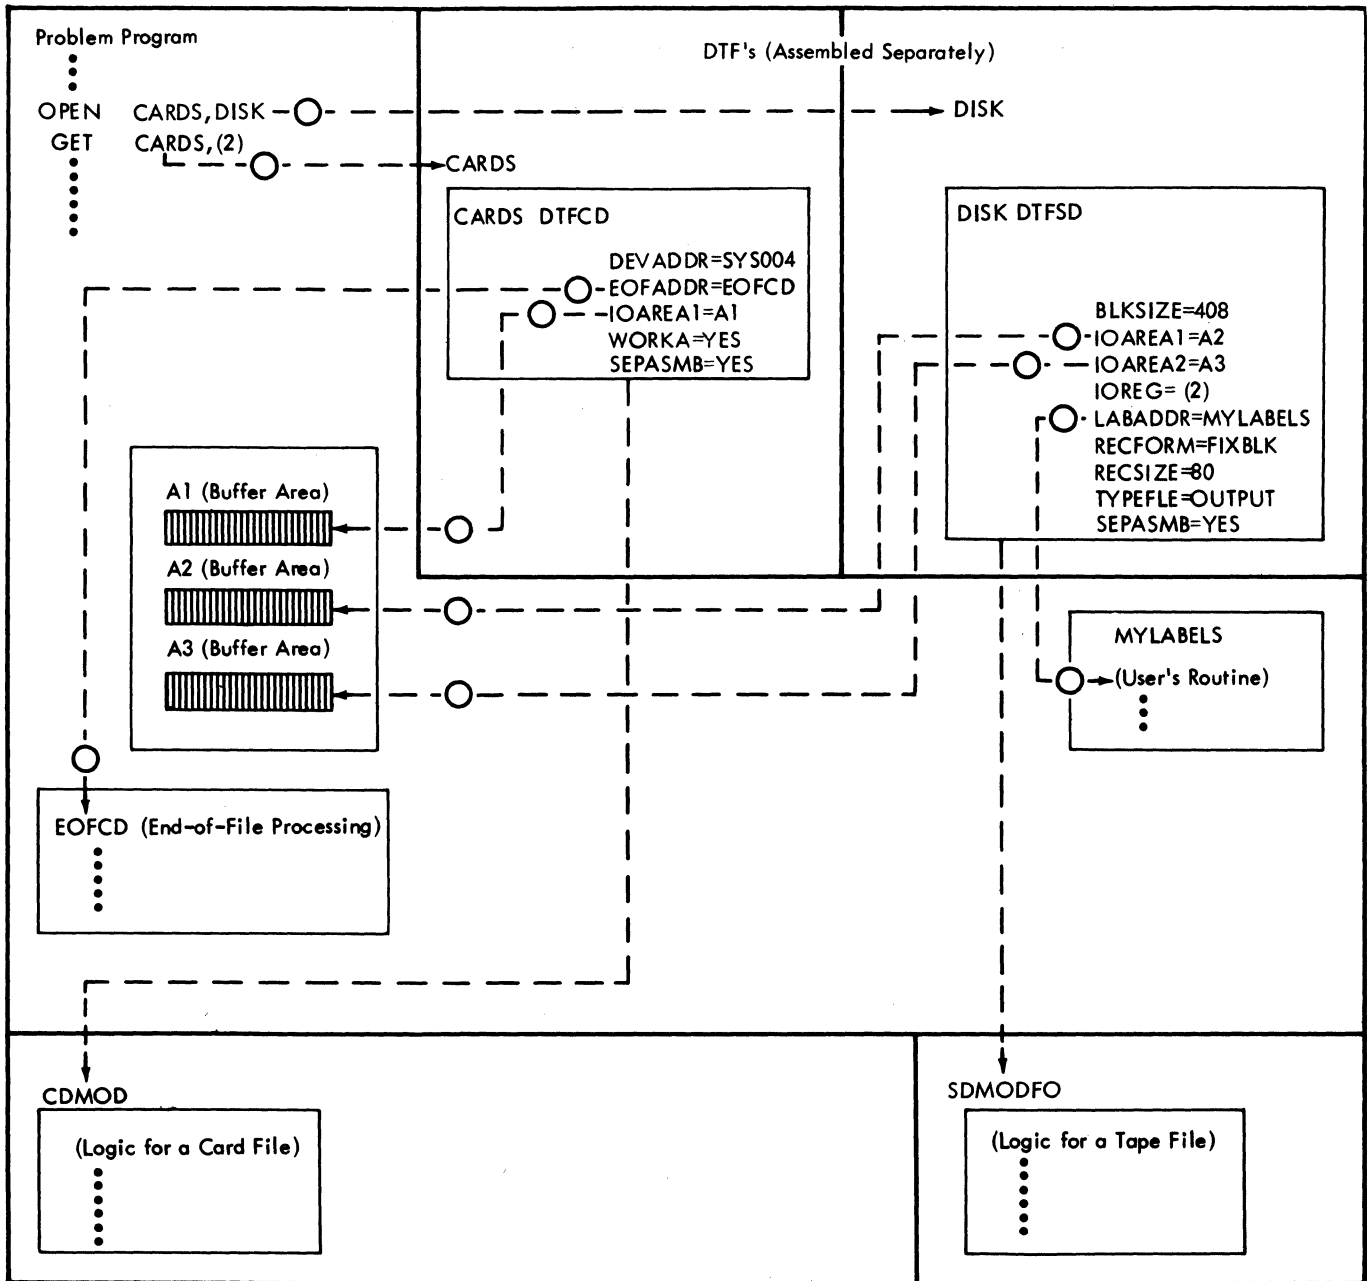 Problem Program
DTF's (Assembled Separately)
OPEN CARDS,DISK
DISK
GET CARDS,(2)
CARDS
CARDS DTFCD
DEVADDR=SYS004
EOFADDR=EOFCD
IOAREA1=A1
WORKA=YES
SEPASMB=YES
DISK DTFSD
BLKSIZE=408
IOAREA1=A2
IOAREA2=A3
IOREG= (2)
LABADDR=MYLABELS
RECFORM=FIXBLK
RECSIZE=80
TYPEFLE=OUTPUT
SEPASMB=YES
A1 (Buffer Area)
A2 (Buffer Area)
A3 (Buffer Area)
MYLABELS
(User's Routine)
EOFCD (End-of-File Processing)
CDMOD
(Logic for a Card File)
SDMODFO
(Logic for a Tape File)